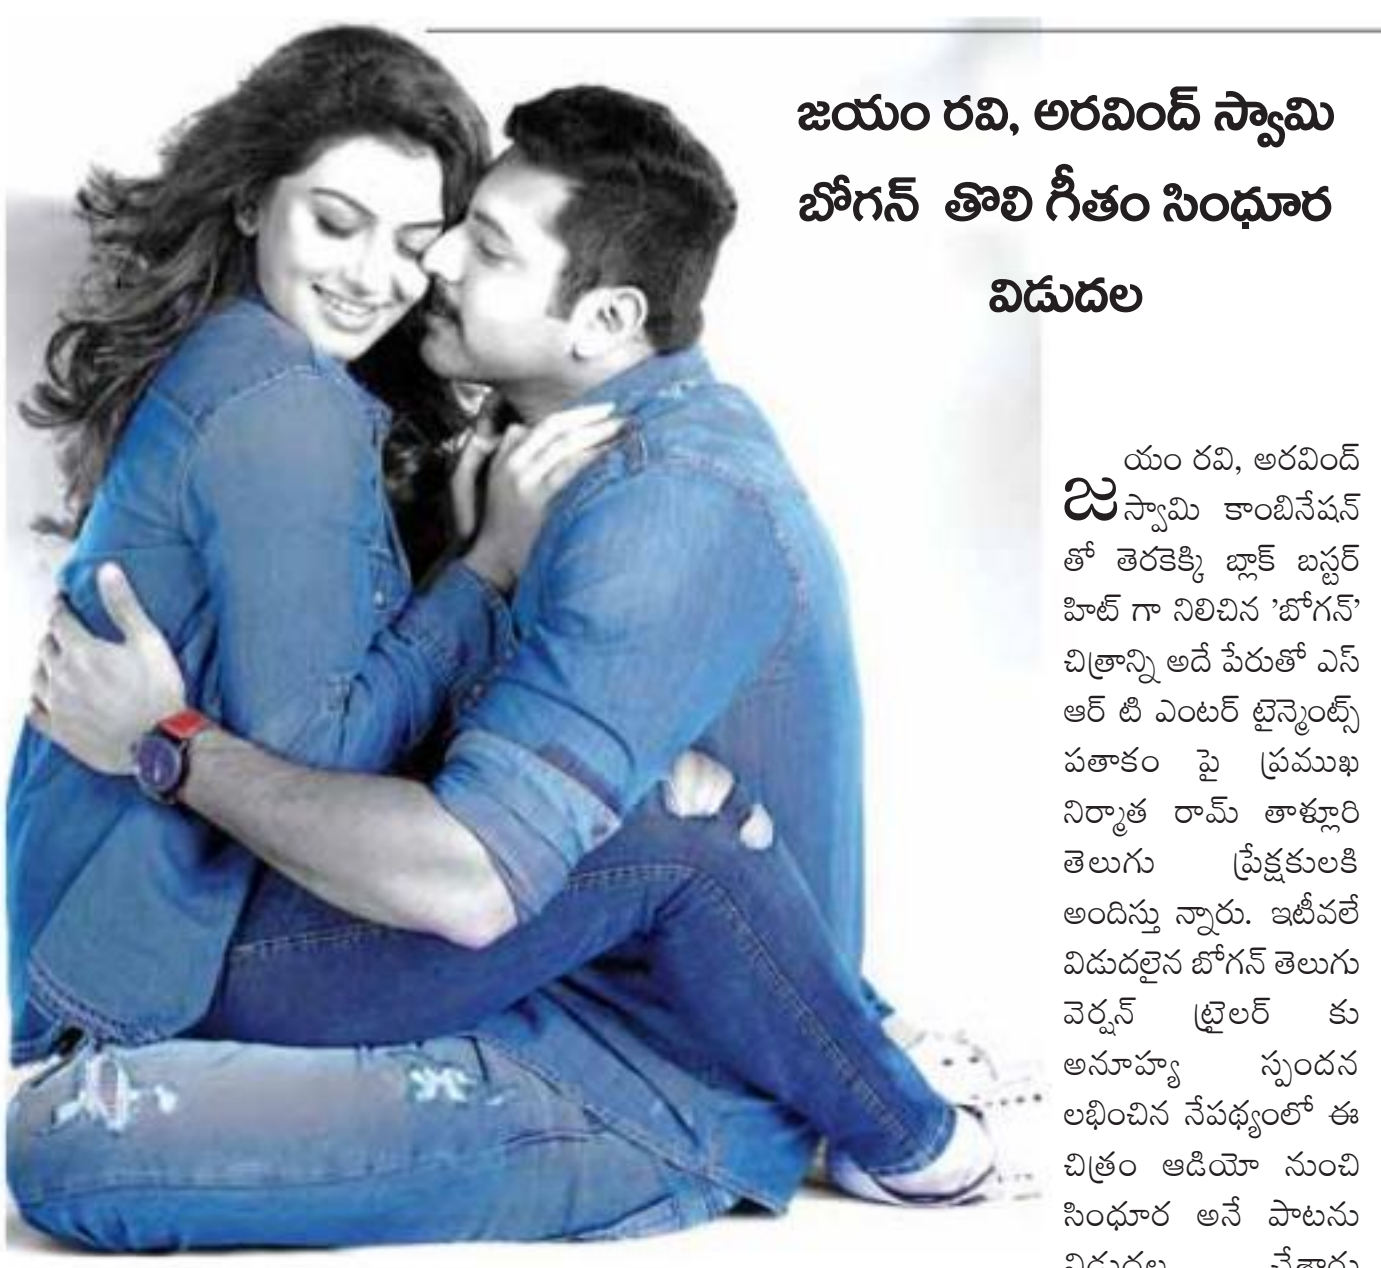 జయం రవి, అరవింద్ స్వామి
బోగన్ తొలి గీతం సింధూర
విడుదల
జయం రవి, అరవింద్
స్వామి కాంబినేషన్
తో తెరకెక్కి బ్లాక్ బస్టర్
హిట్ గా నిలిచిన 'బోగన్'
చిత్రాన్ని అదే పేరుతో ఎస్
ఆర్ టి ఎంటర్ టైన్మెంట్స్
పతాకం పై ప్రముఖ
నిర్మాత రామ్ తాళ్లూరి
తెలుగు ప్రేక్షకులకి
అందిస్తు న్నారు. ఇటీవలే
విడుదలైన బోగన్ తెలుగు
వెర్షన్ ట్రైలర్ కు
అనూహ్య స్పందన
లభించిన నేపథ్యంలో ఈ
చిత్రం ఆడియో నుంచి
సింధూర అనే పాటను
విడుదల చేశారు